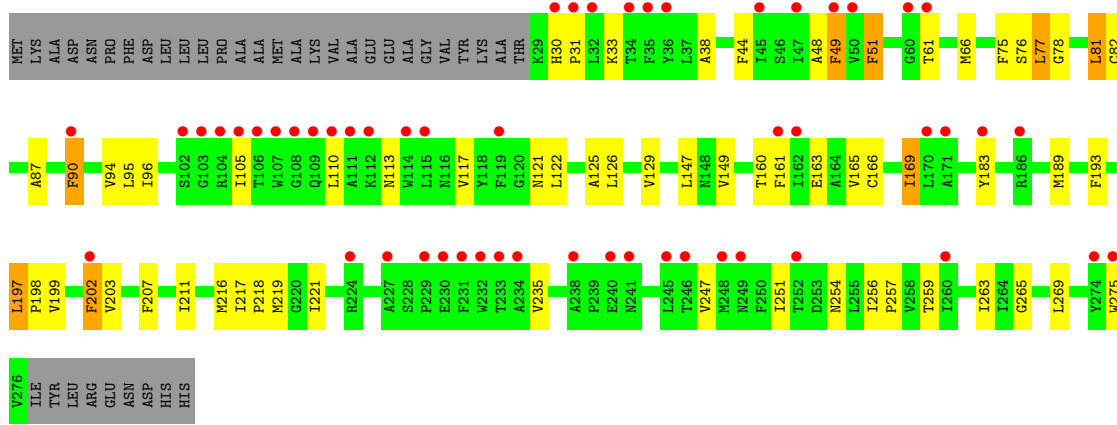 MET LYS ALA ASP ASN PRO PHE ASP LEU LEU LEU PRO ALA ALA MET ALA LYS VAL ALA GLU GLU ALA GLY VAL TYR LYS ALA THR K29 H30 P31 L32 K33 T34 F35 Y36 L37 A38 F44 I45 S46 I47 A48 F49 V50 F51 G60 T61 M66 F75 S76 L77 G78 L81 C82
A87 F90 V94 L95 I96 S102 G103 R104 I105 T106 W107 G108 Q109 L110 A111 K112 N113 W114 L115 N116 V117 Y118 F119 G120 N121 L122 A125 L126 V129 L147 N148 V149 T160 F161 I162 E163 A164 V165 C166 I169 L170 A171 Y183 R186 M189 F193
L197 P198 V199 F202 V203 F207 I211 M216 I217 P218 M219 G220 I221 R224 A227 S228 P229 E230 F231 W232 T233 A234 V235 A238 P239 E240 N241 L245 T246 V247 M248 N249 F250 I251 T252 D253 N254 L255 I256 P257 V258 T259 I260 I263 I264 G265 L269 Y274 W275
V276 ILE TYR LEU ARG GLU ASN ASP HIS HIS